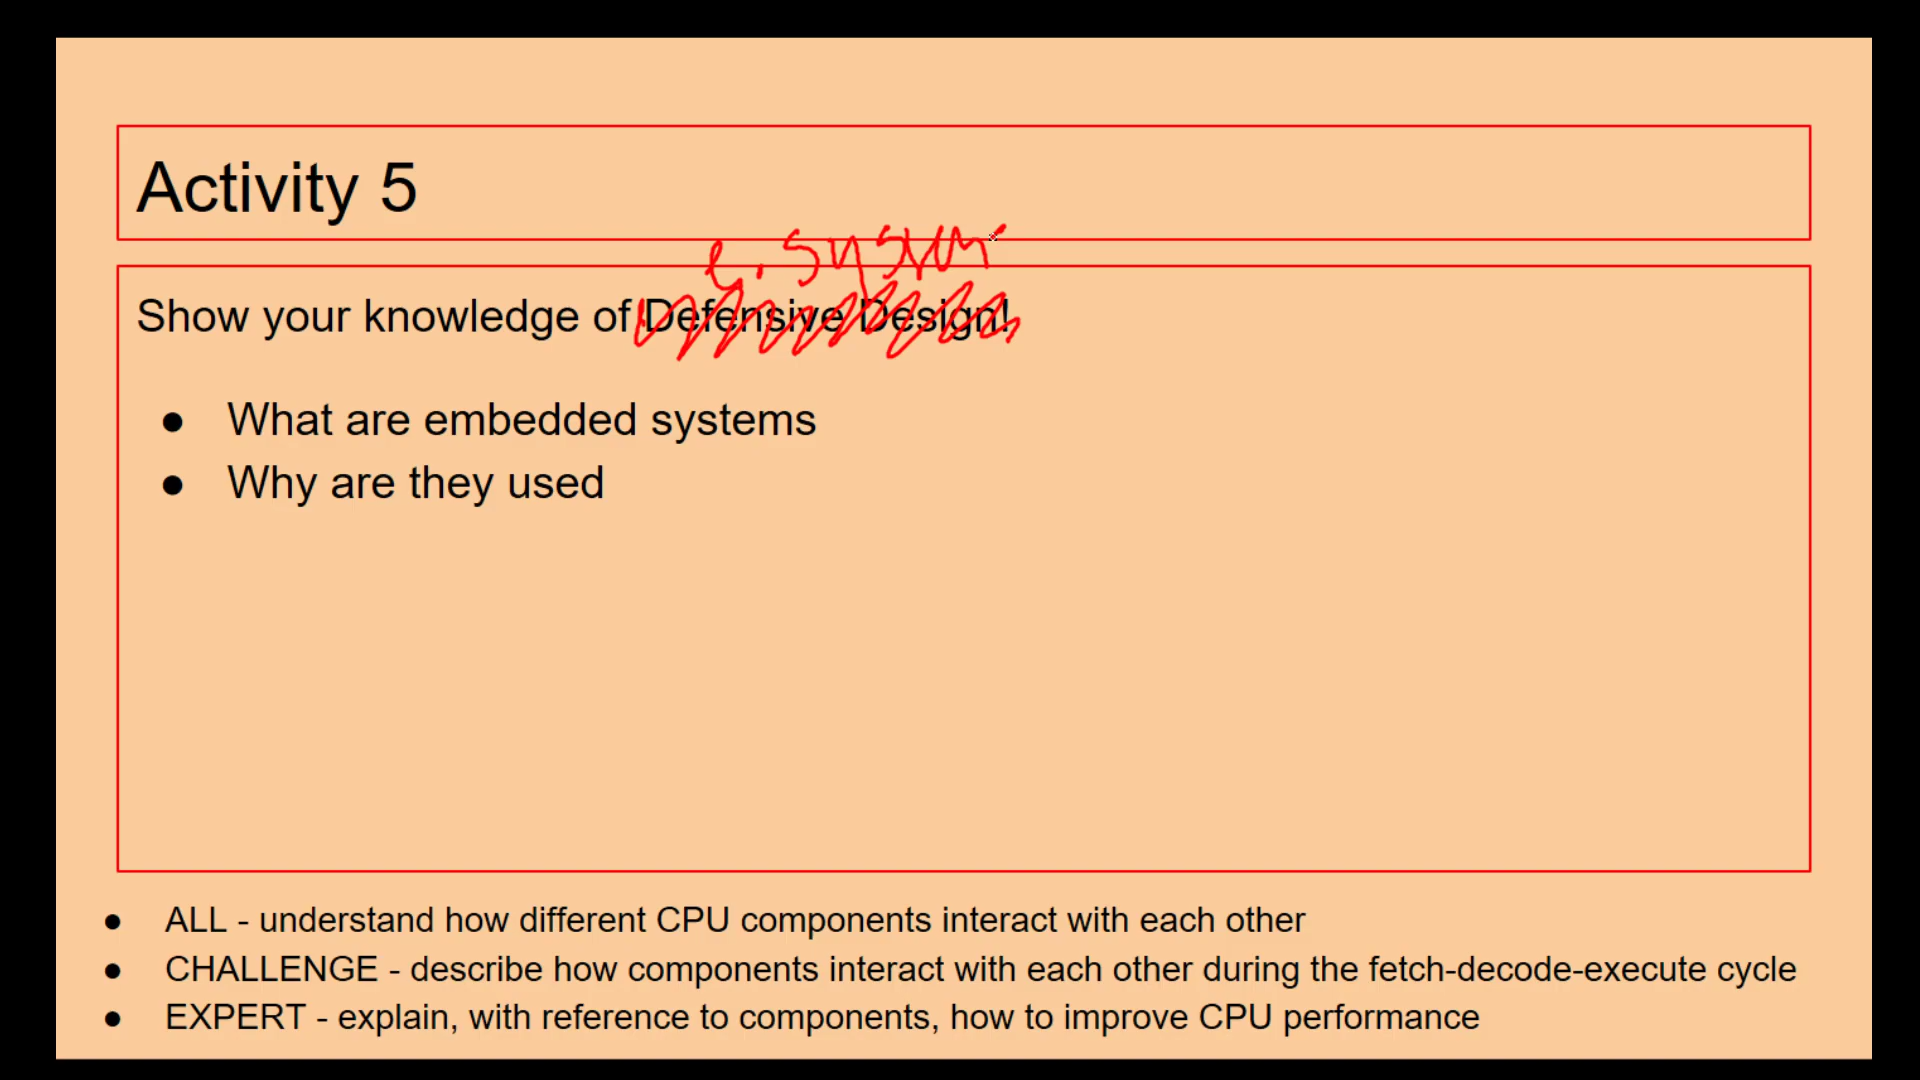 Activity 5
e. system
Show your knowledge of Defensive Design!
● What are embedded systems
● Why are they used
● ALL - understand how different CPU components interact with each other
● CHALLENGE - describe how components interact with each other during the fetch-decode-execute cycle
● EXPERT - explain, with reference to components, how to improve CPU performance